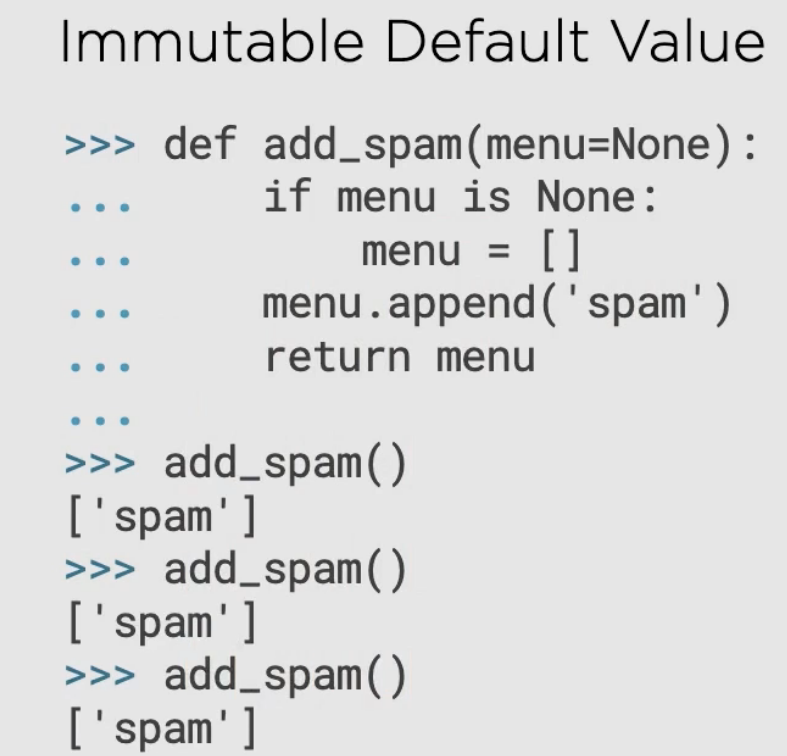 Immutable Default Value
>>> def add_spam(menu=None):
...     if menu is None:
...         menu = []
...     menu.append('spam')
...     return menu
...
>>> add_spam()
['spam']
>>> add_spam()
['spam']
>>> add_spam()
['spam']